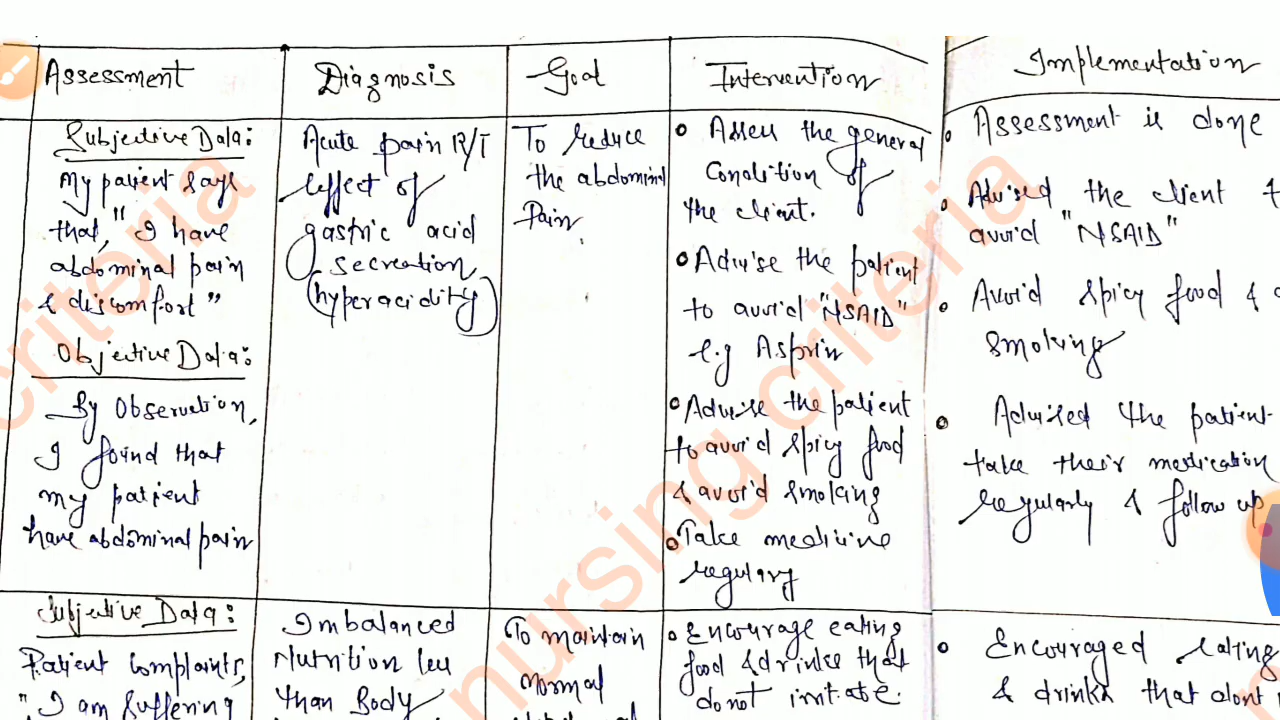 Assessment
Diagnosis
Goal
Intervention
Implementation
Subjective Data:
My patient says
that, " I have
abdominal pain
& discomfort "
Objective Data:
By Observation,
I found that
my patient
have abdominal pain
Acute pain R/T
effect of
gastric acid
secreation
(hyperacidity)
To reduce
the abdominal
Pain.
• Assess the general
Condition of
the client.
• Advise the patient
to avoid "NSAID"
e.g Asprin
• Advise the patient
to avoid spicy food
& avoid smoking
• Take medicine
regulary
• Assessment is done
• Advised the client
avoid "NSAID"
• Avoid spicy food &
smoking
• Advised the patient
take their medication
regularly & follow up
Subjective Data:
Patient complaints,
" I am suffering
Imbalanced
Nutrition less
than Body
To maintain
normal
• Encourage eating
food & drinks that
do not irritate.
• Encouraged eating
& drinks that dont
nursing criteria
criteria